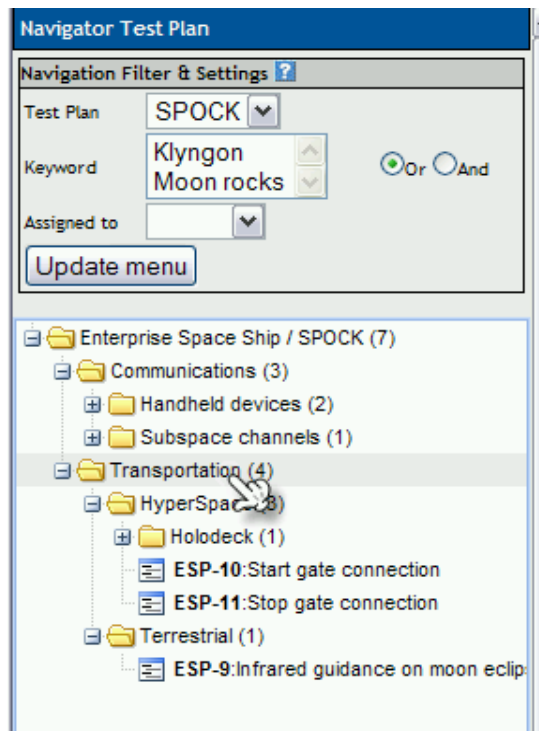 Navigator Test Plan
Navigation Filter & Settings ?
Test Plan SPOCK
Keyword Klyngon Or And
Moon rocks
Assigned to
Update menu
Enterprise Space Ship / SPOCK (7)
Communications (3)
Handheld devices (2)
Subspace channels (1)
Transportation (4)
HyperSpace (3)
Holodeck (1)
ESP-10:Start gate connection
ESP-11:Stop gate connection
Terrestrial (1)
ESP-9:Infrared guidance on moon eclip